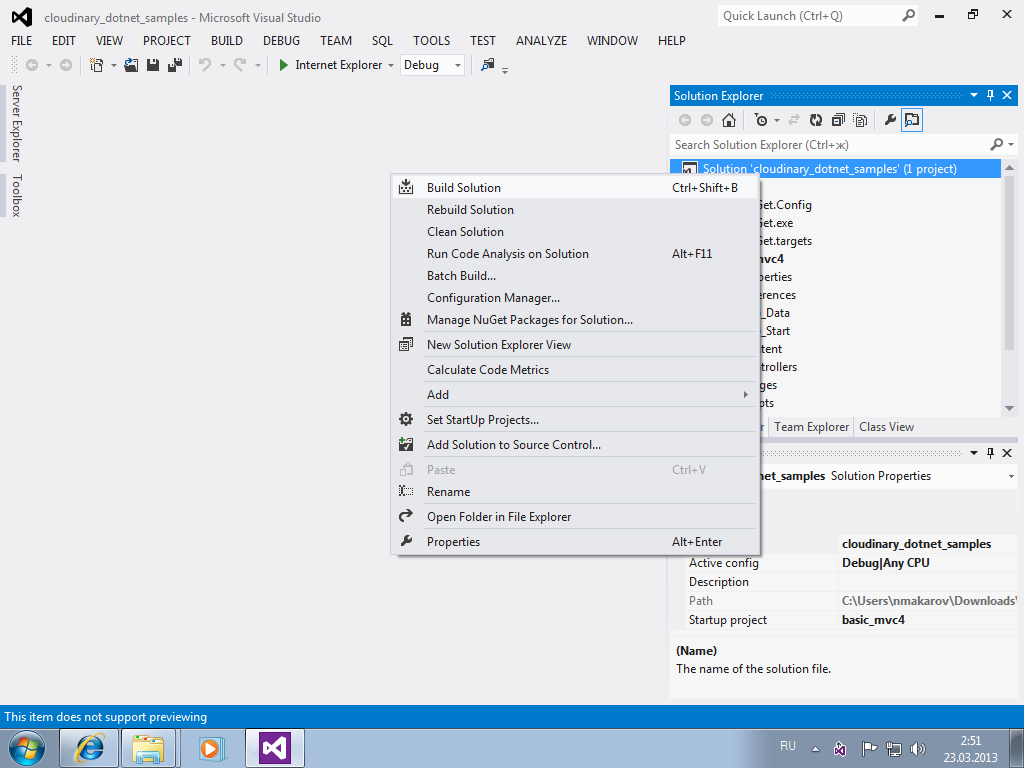 cloudinary_dotnet_samples - Microsoft Visual Studio
Quick Launch (Ctrl+Q)
FILE EDIT VIEW PROJECT BUILD DEBUG TEAM SQL TOOLS TEST ANALYZE WINDOW HELP
Internet Explorer Debug
Server Explorer
Toolbox
Solution Explorer
Search Solution Explorer (Ctrl+ж)
Solution 'cloudinary_dotnet_samples' (1 project)
Build Solution Ctrl+Shift+B
Rebuild Solution
Clean Solution
Run Code Analysis on Solution Alt+F11
Batch Build...
Configuration Manager...
Manage NuGet Packages for Solution...
New Solution Explorer View
Calculate Code Metrics
Add
Set StartUp Projects...
Add Solution to Source Control...
Paste Ctrl+V
Rename
Open Folder in File Explorer
Properties Alt+Enter
Get.Config
Get.exe
Get.targets
mvc4
perties
erences
_Data
_Start
tent
trollers
ges
pts
r Team Explorer Class View
net_samples Solution Properties
cloudinary_dotnet_samples
Active config Debug|Any CPU
Description
Path C:\Users\nmakarov\Downloads\
Startup project basic_mvc4
(Name)
The name of the solution file.
This item does not support previewing
RU
2:51
23.03.2013